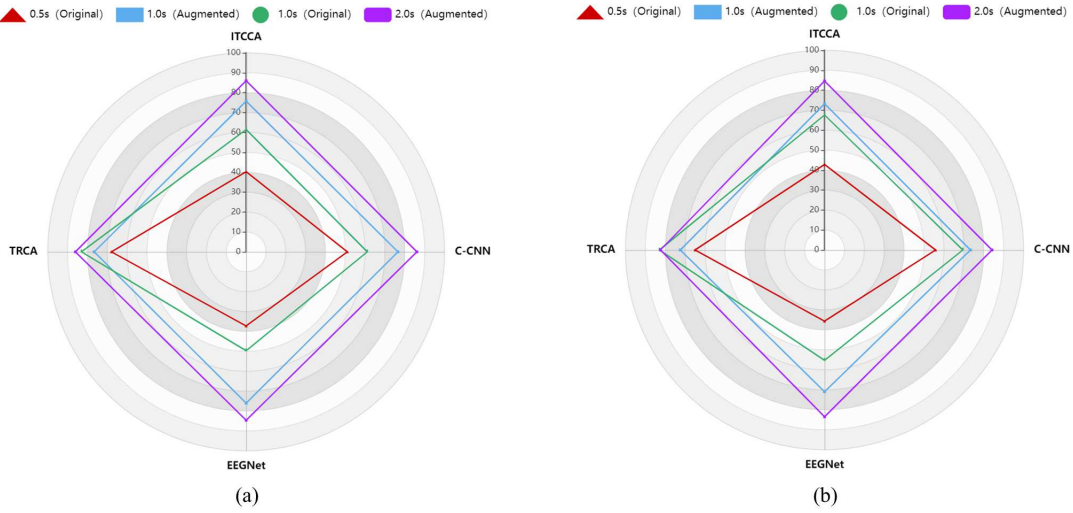 0.5s (Original) 1.0s (Augmented) 1.0s (Original) 2.0s (Augmented)
ITCCA
100
90
80
70
60
50
40
30
20
10
0
TRCA
C-CNN
EEGNet
(a)
0.5s (Original) 1.0s (Augmented) 1.0s (Original) 2.0s (Augmented)
ITCCA
100
90
80
70
60
50
40
30
20
10
0
TRCA
C-CNN
EEGNet
(b)